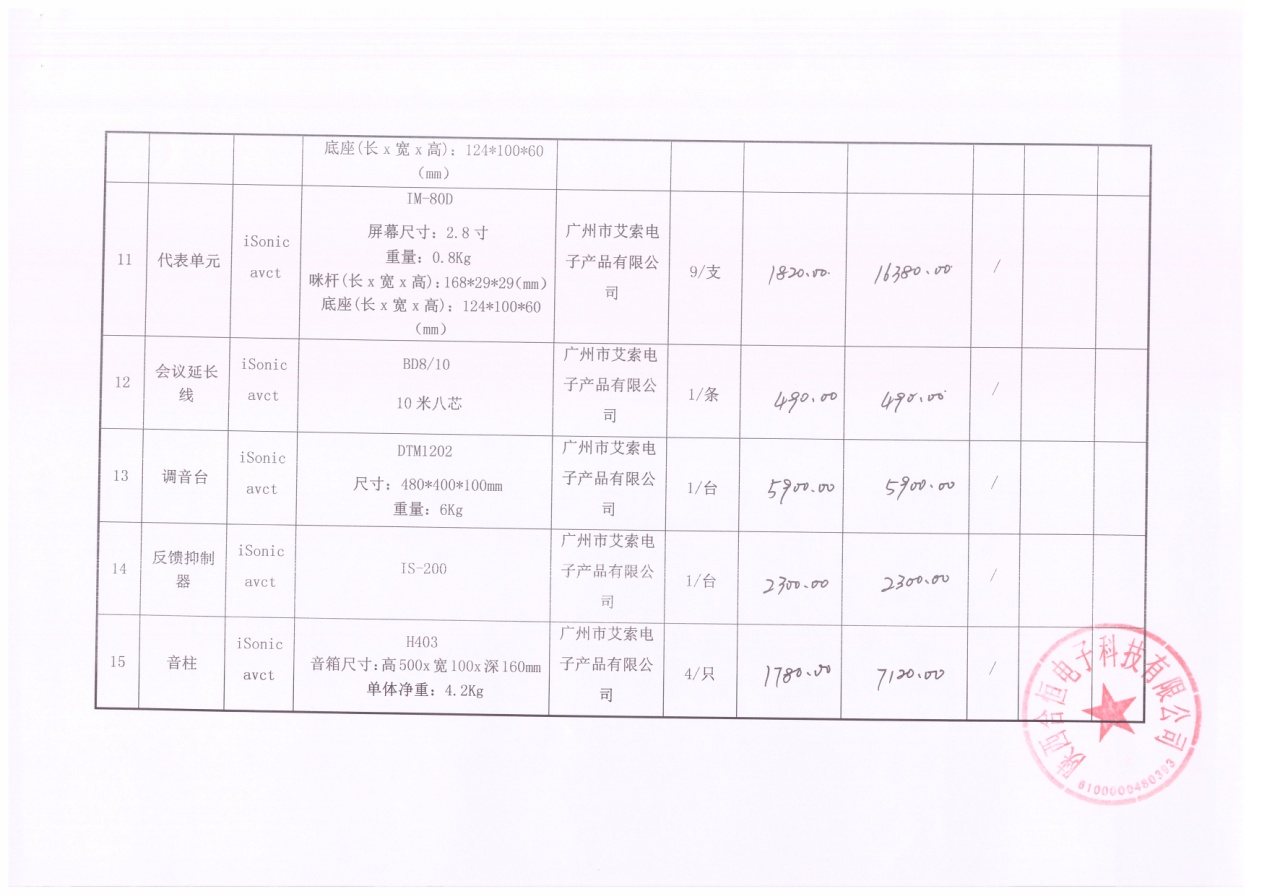 底座(长 x 宽 x 高): 124*100*60
(mm)
11
代表单元
iSonic
avct
IM-80D
屏幕尺寸: 2.8 寸
重量: 0.8Kg
咪杆(长 x 宽 x 高): 168*29*29(mm)
底座(长 x 宽 x 高): 124*100*60
(mm)
广州市艾索电
子产品有限公
司
9/支
1820.00
16380.00
/
12
会议延长
线
iSonic
avct
BD8/10
10 米八芯
广州市艾索电
子产品有限公
司
1/条
490.00
490.00
/
13
调音台
iSonic
avct
DTM1202
尺寸: 480*400*100mm
重量: 6Kg
广州市艾索电
子产品有限公
司
1/台
5900.00
5900.00
/
14
反馈抑制
器
iSonic
avct
IS-200
广州市艾索电
子产品有限公
司
1/台
2300.00
2300.00
/
15
音柱
iSonic
avct
H403
音箱尺寸: 高 500x 宽 100x 深 160mm
单体净重: 4.2Kg
广州市艾索电
子产品有限公
司
4/只
1780.00
7120.00
/
陕西合恒电子科技有限公司
6100000480393